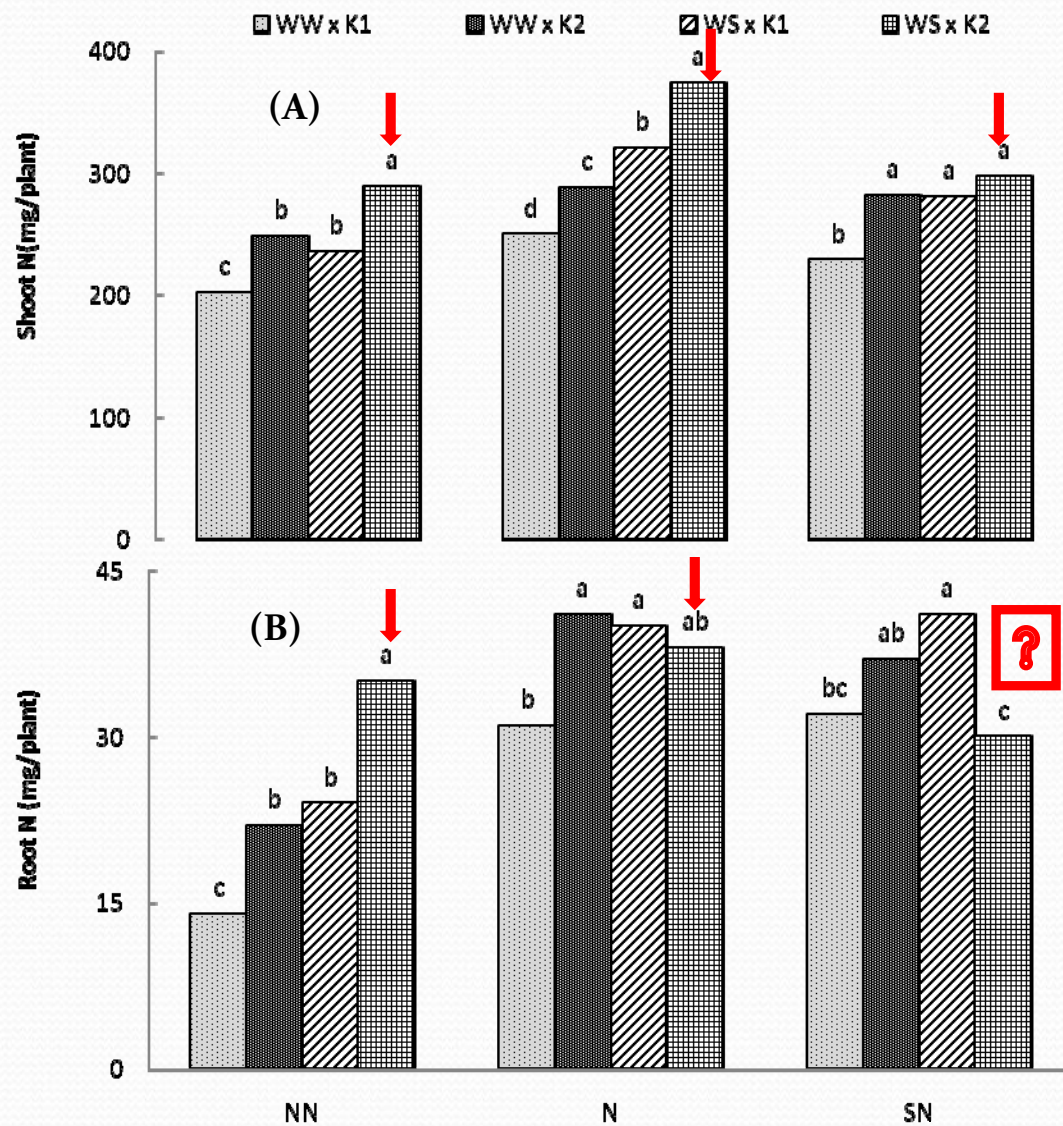 WW x K1 WW x K2 WS x K1 WS x K2
400
300
200
100
0
Shoot N(mg/plant)
(A)
c b b a
d c b a
b a a a
45
30
15
0
Root N (mg/plant)
(B)
c b b a
b a a ab
bc ab a c
?
NN N SN